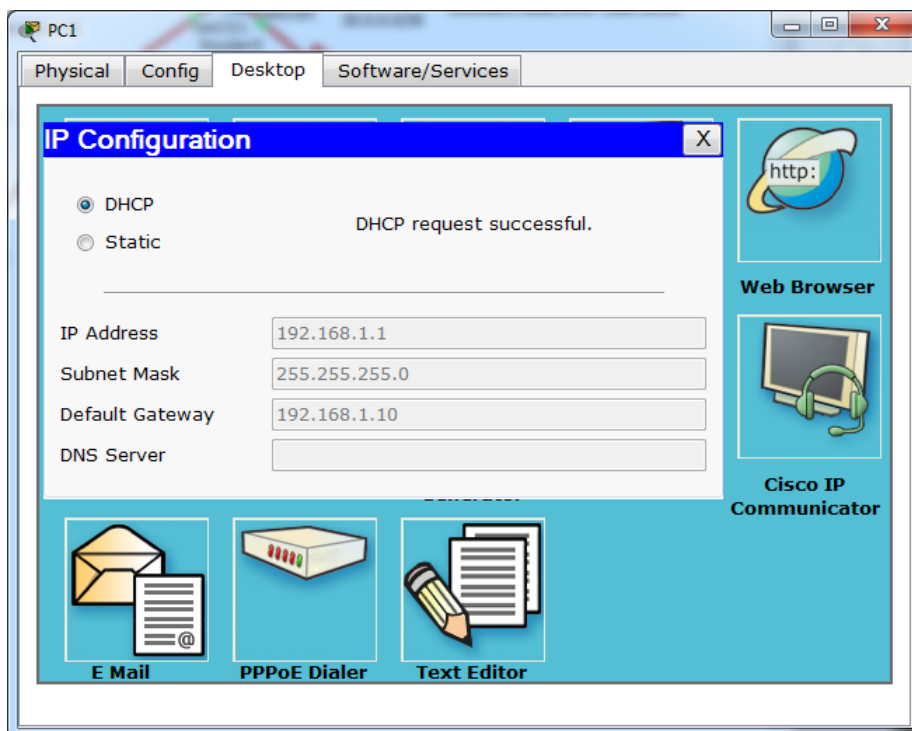 PC1
Physical Config Desktop Software/Services
IP Configuration X
http:
DHCP
DHCP request successful.
Static
Web Browser
IP Address 192.168.1.1
Subnet Mask 255.255.255.0
Default Gateway 192.168.1.10
DNS Server
Cisco IP
Communicator
@
E Mail PPPoE Dialer Text Editor